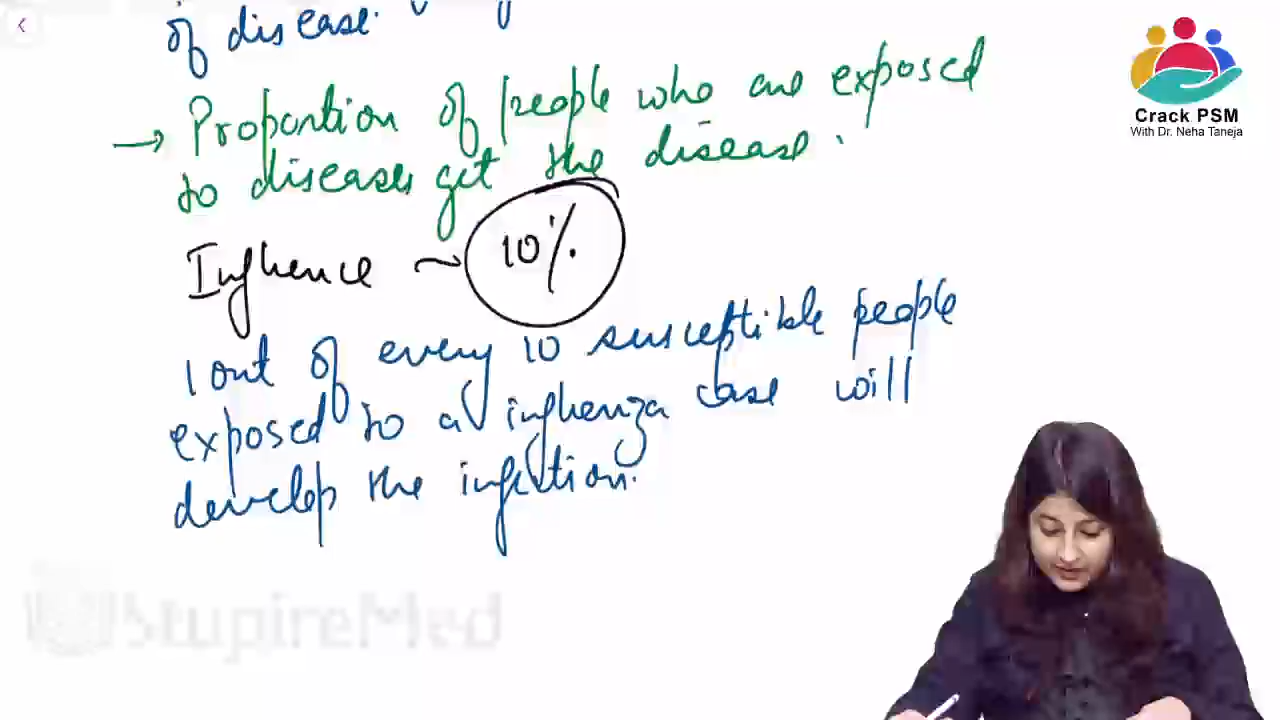 of disease.
→ Proportion of people who are exposed
to diseases get the disease.
Influence ~ 10%
1 out of every 10 susceptible people
exposed to a influenza case will
develop the infection.
Crack PSM
With Dr. Neha Taneja
StupireMed